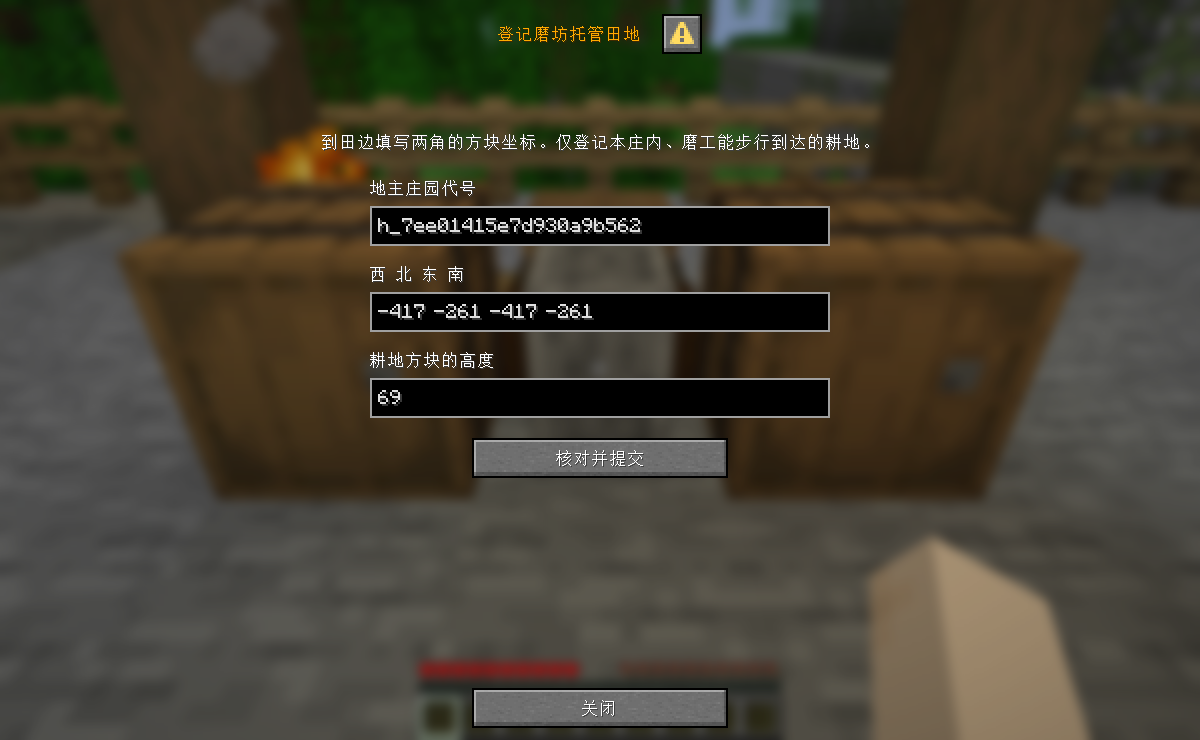 登记磨坊托管田地
到田边填写两角的方块坐标。仅登记本庄内、磨工能步行到达的耕地。
地主庄园代号
h_7ee01415e7d930a9b562
西 北 东 南
-417 -261 -417 -261
耕地方块的高度
69
核对并提交
关闭